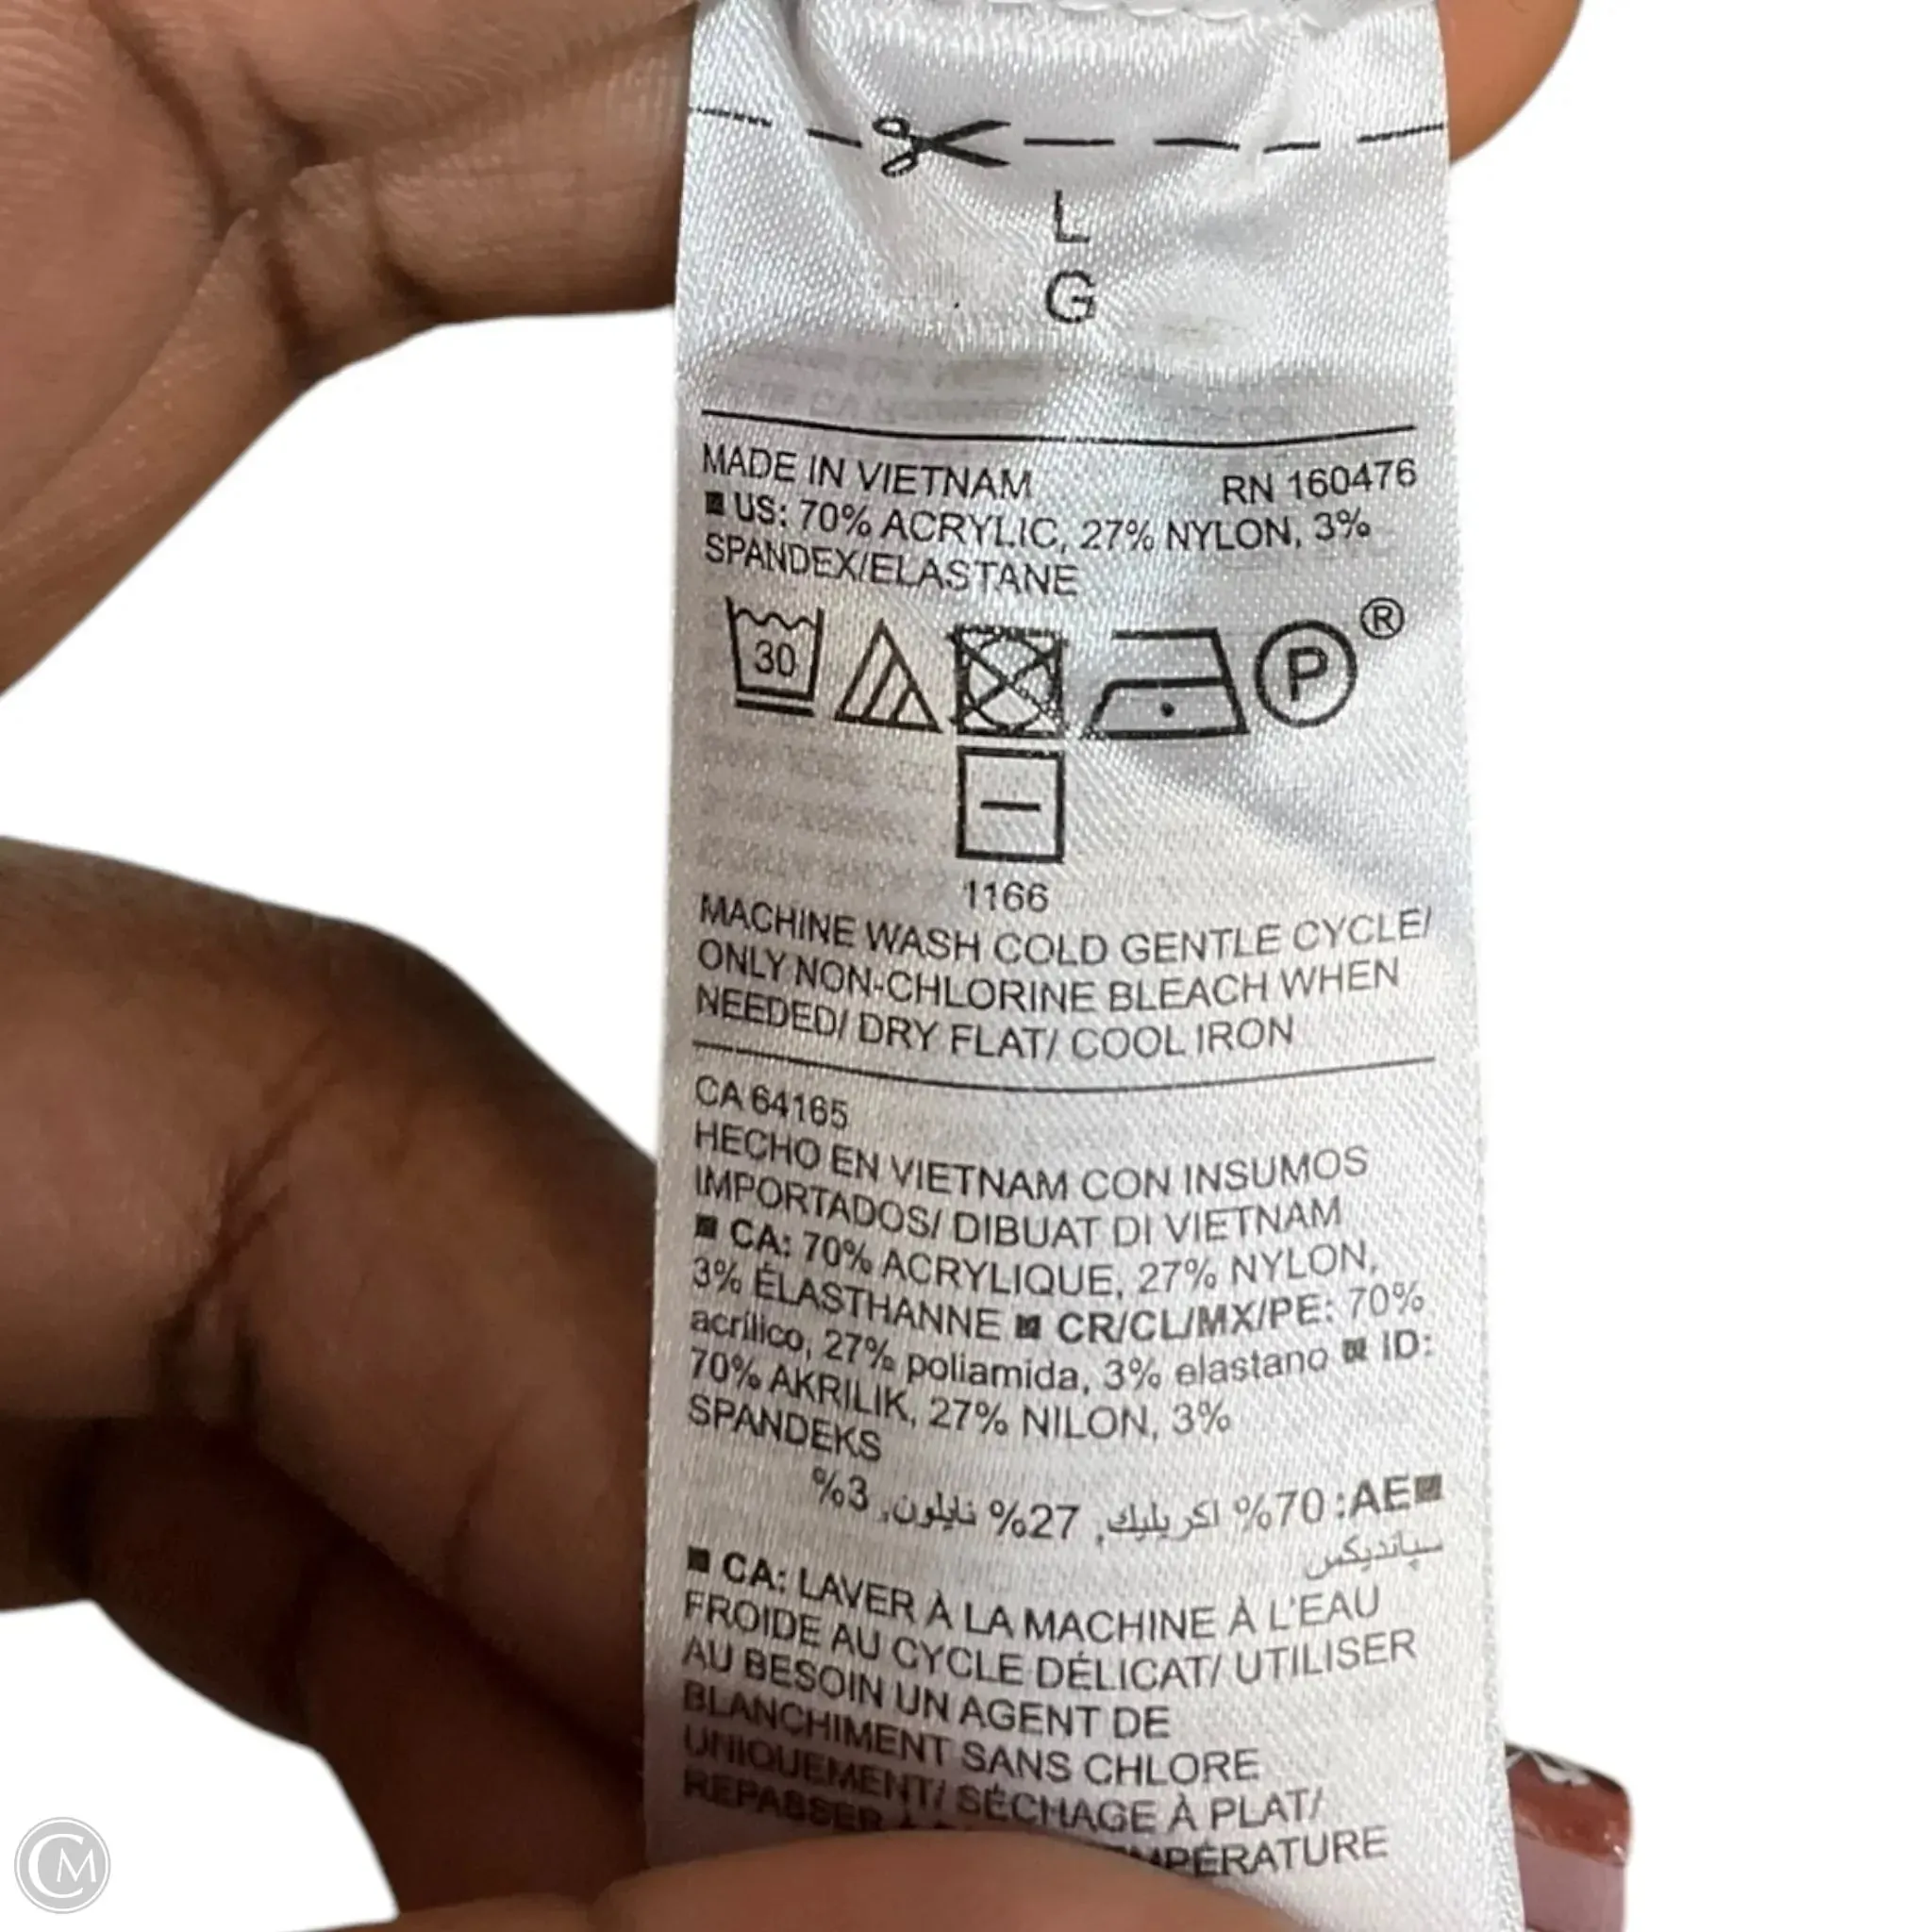 L
G
MADE IN VIETNAM RN 160476
US: 70% ACRYLIC, 27% NYLON, 3%
SPANDEX/ELASTANE
30 P ®
1166
MACHINE WASH COLD GENTLE CYCLE/
ONLY NON-CHLORINE BLEACH WHEN
NEEDED/ DRY FLAT/ COOL IRON
CA 64165
HECHO EN VIETNAM CON INSUMOS
IMPORTADOS/ DIBUAT DI VIETNAM
CA: 70% ACRYLIQUE, 27% NYLON,
3% ÉLASTHANNE CR/CL/MX/PE: 70%
acrílico, 27% poliamida, 3% elastano ID:
70% AKRILIK, 27% NILON, 3%
SPANDEKS
AE: 70% اكريليك, 27% نايلون, 3%
سباندیکس
CA: LAVER À LA MACHINE À L'EAU
FROIDE AU CYCLE DÉLICAT/ UTILISER
AU BESOIN UN AGENT DE
BLANCHIMENT SANS CHLORE
UNIQUEMENT/ SÉCHAGE À PLAT/
REPASSER
CM